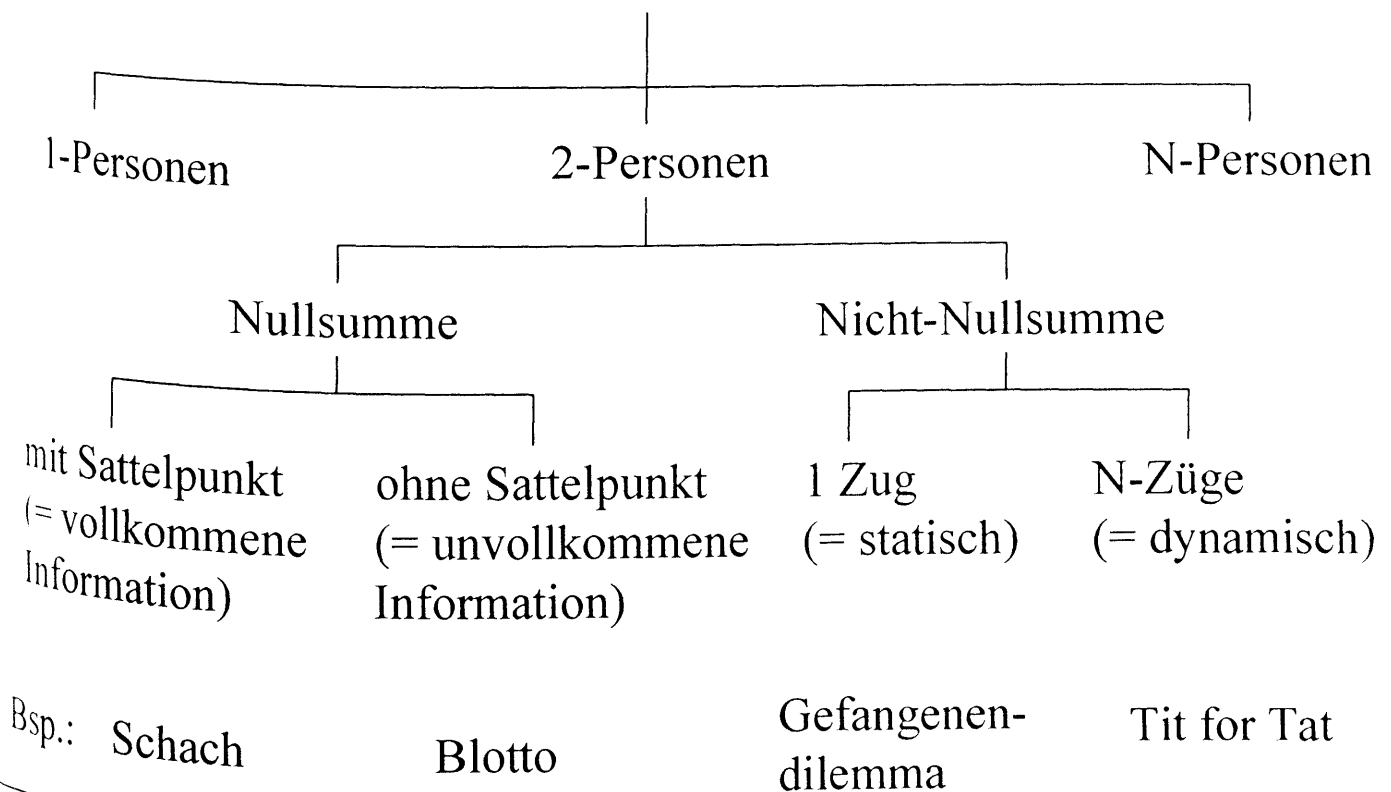 1-Personen
2-Personen
N-Personen
Nullsumme
Nicht-Nullsumme
mit Sattelpunkt
(= vollkommene
Information)
ohne Sattelpunkt
(= unvollkommene
Information)
1 Zug
(= statisch)
N-Züge
(= dynamisch)
Bsp.:
Schach
Blotto
Gefangenen-
dilemma
Tit for Tat